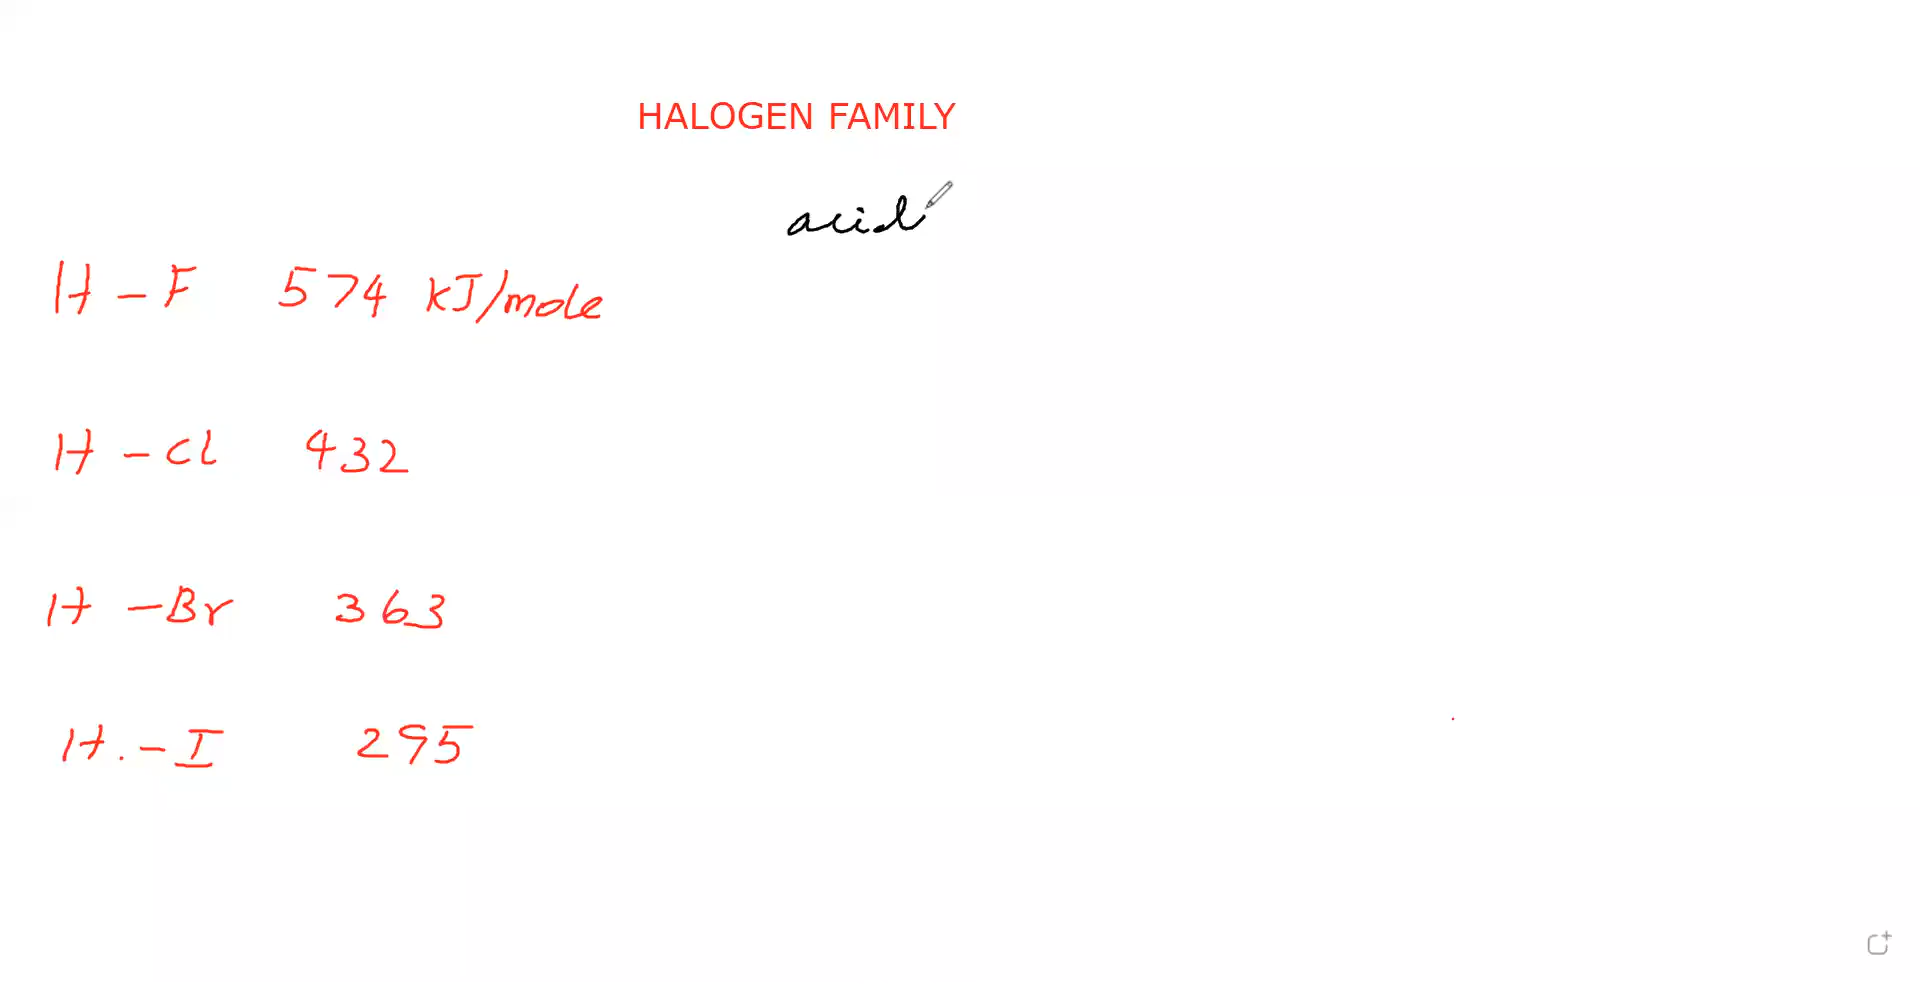 HALOGEN FAMILY
acid
H - F 574 kJ/mole
H - Cl 432
H - Br 363
H. - I 295